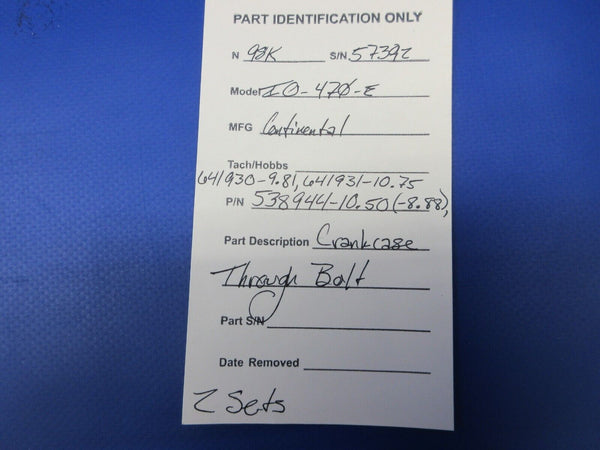 PART IDENTIFICATION ONLY
N 98K S/N 57392
Model IO-470-E
MFG Continental
Tach/Hobbs
641930-9.81, 641931-10.75
P/N 538944-10.50(-8.88),
Part Description Crankcase
Through Bolt
Part S/N
Date Removed
2 Sets